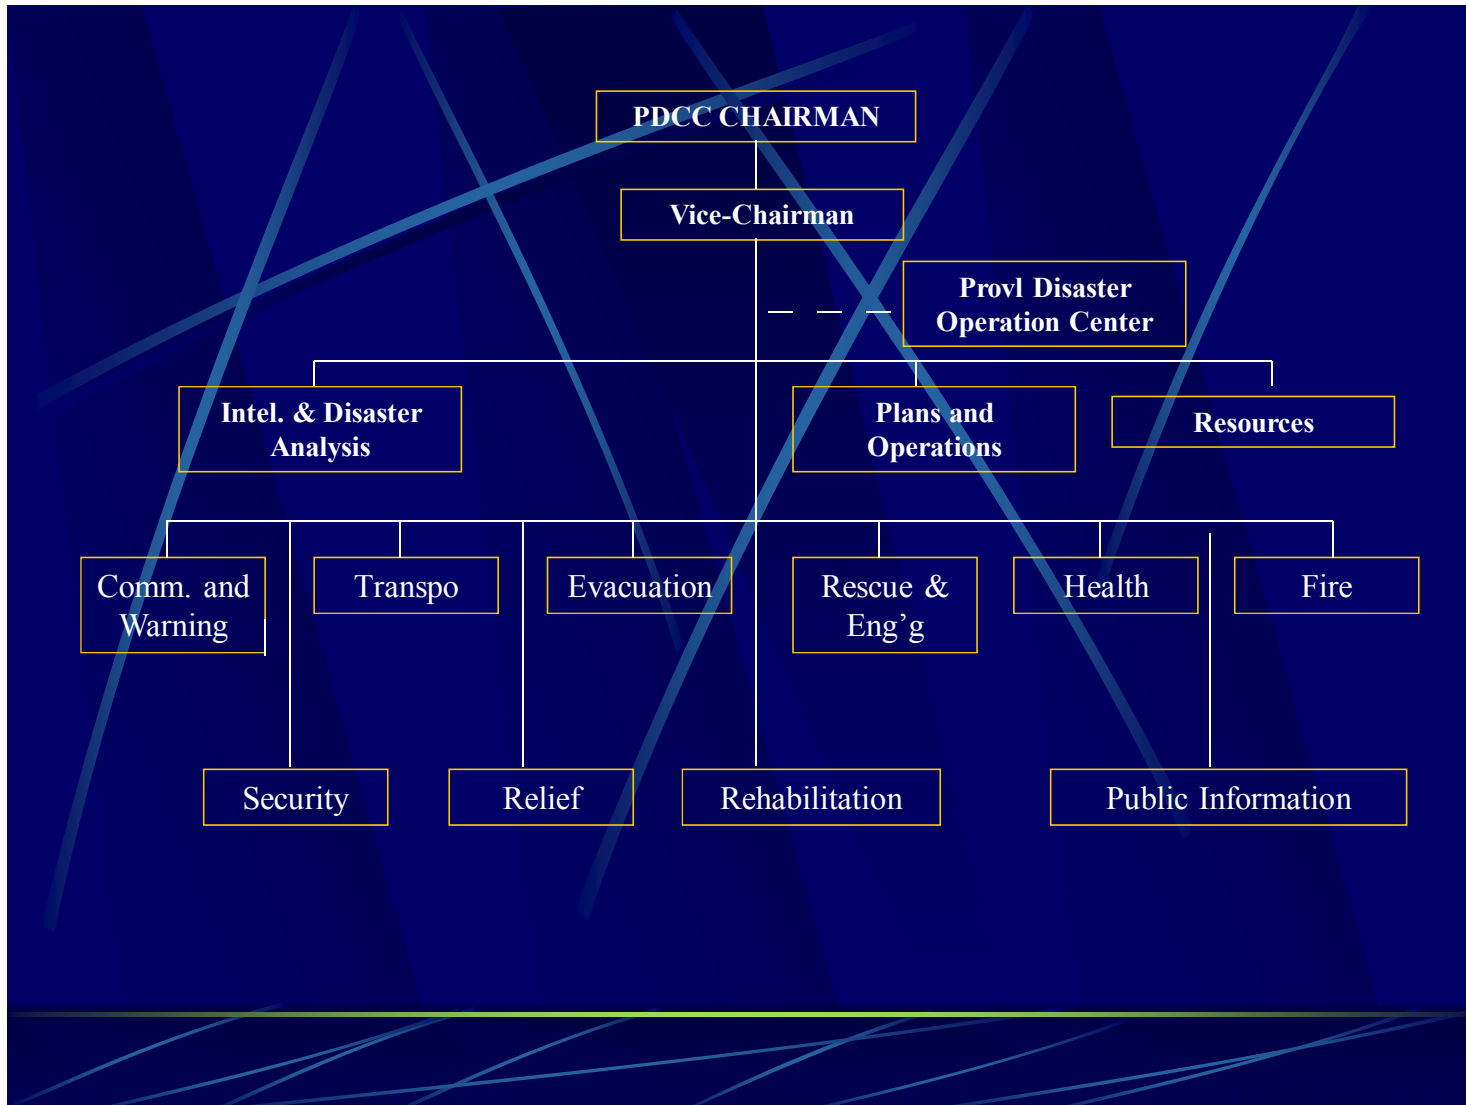 PDCC CHAIRMAN
Vice-Chairman
Provl Disaster
Operation Center
Intel. & Disaster
Analysis
Plans and
Operations
Resources
Comm. and
Warning
Transpo
Evacuation
Rescue &
Eng’g
Health
Fire
Security
Relief
Rehabilitation
Public Information